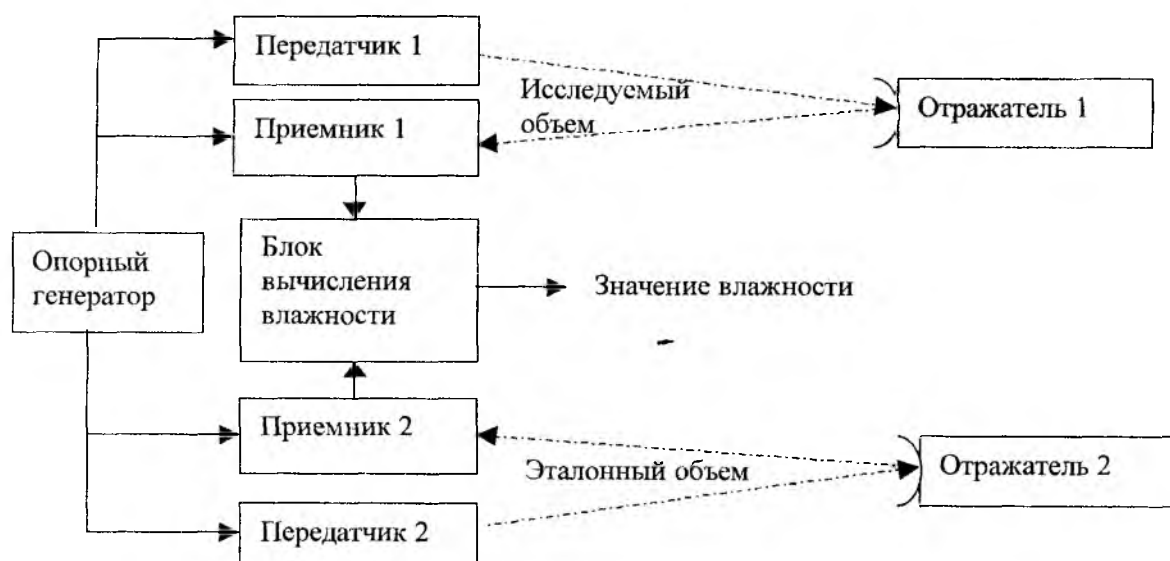 Передатчик 1
Исследуемый
объем
Отражатель 1
Приемник 1
Опорный
генератор
Блок
вычисления
влажности
Значение влажности
Приемник 2
Эталонный объем
Отражатель 2
Передатчик 2